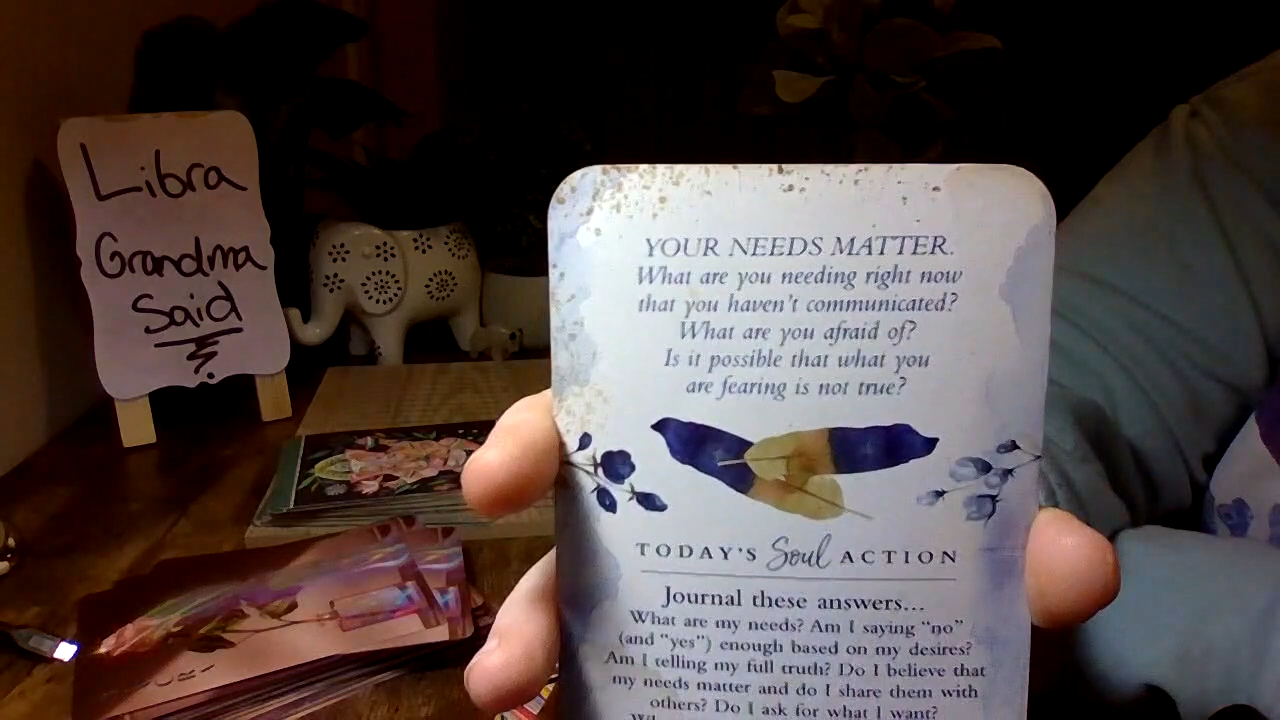 Libra
Grandma
Said
YOUR NEEDS MATTER.
What are you needing right now
that you haven't communicated?
What are you afraid of?
Is it possible that what you
are fearing is not true?
TODAY'S Soul ACTION
Journal these answers...
What are my needs? Am I saying "no"
(and "yes") enough based on my desires?
Am I telling my full truth? Do I believe that
my needs matter and do I share them with
others? Do I ask for what I want?